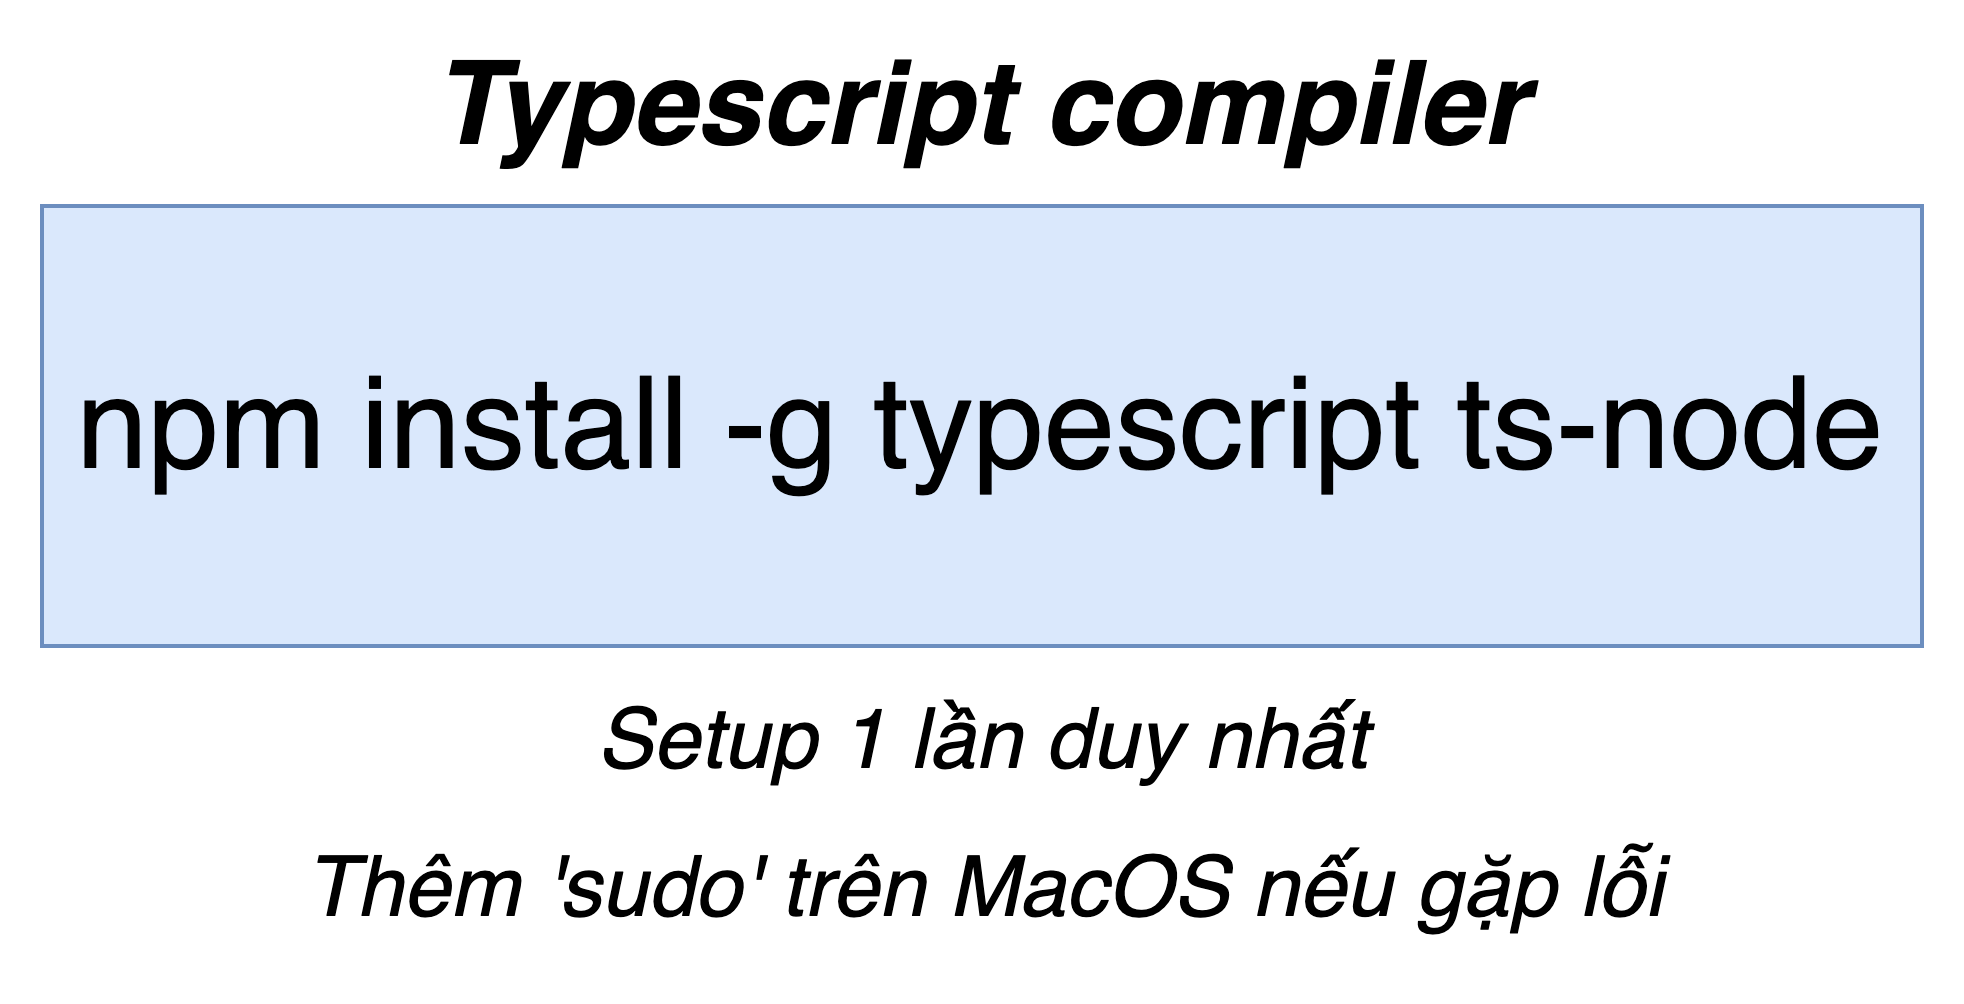 Typescript compiler
npm install -g typescript ts-node
Setup 1 lần duy nhất
Thêm 'sudo' trên MacOS nếu gặp lỗi